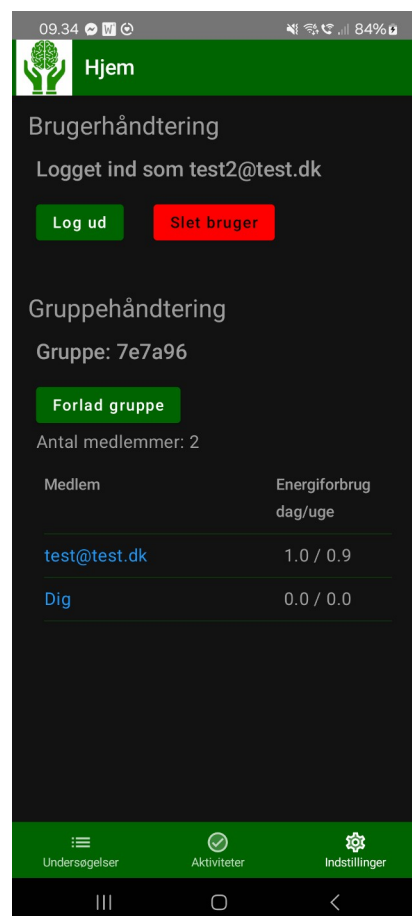 09.34 84%
Hjem
Brugerhåndtering
Logget ind som test2@test.dk
Log ud Slet bruger
Gruppehåndtering
Gruppe: 7e7a96
Forlad gruppe
Antal medlemmer: 2
Medlem Energiforbrug
dag/uge
test@test.dk 1.0 / 0.9
Dig 0.0 / 0.0
Undersøgelser Aktiviteter Indstillinger